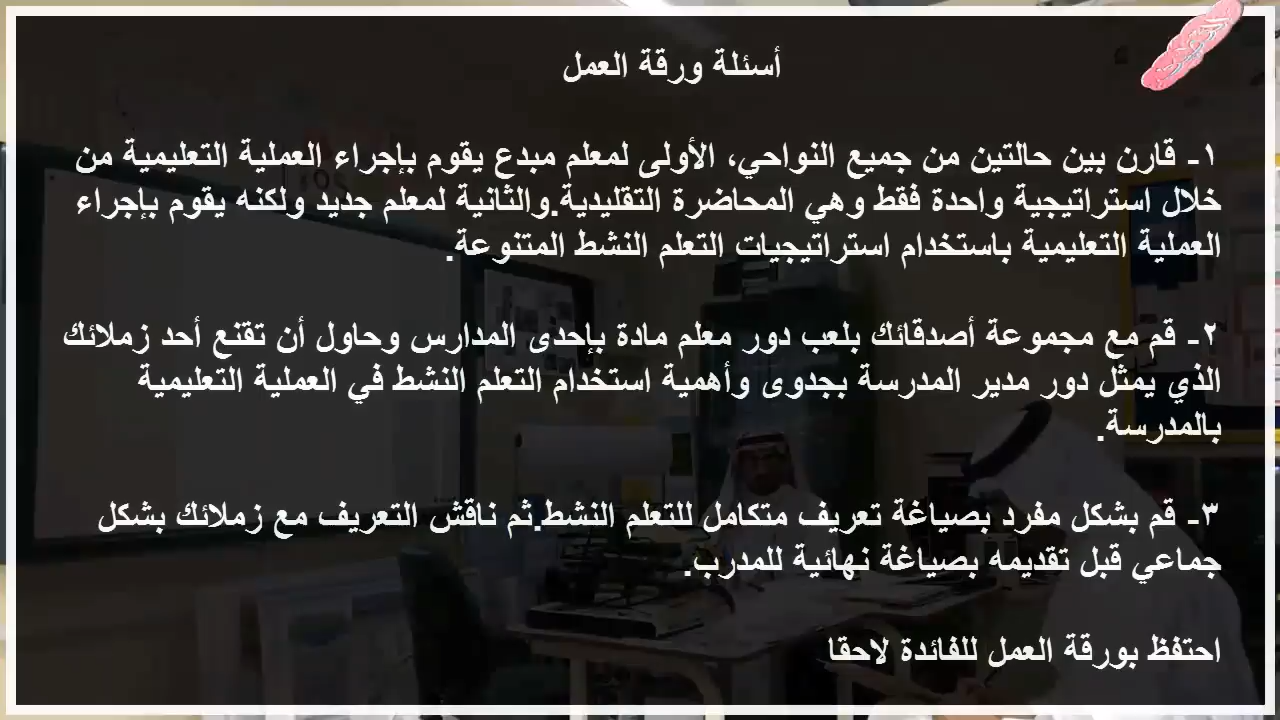 أسئلة ورقة العمل
١- قارن بين حالتين من جميع النواحي، الأولى لمعلم مبدع يقوم بإجراء العملية التعليمية من
خلال استراتيجية واحدة فقط وهي المحاضرة التقليدية.والثانية لمعلم جديد ولكنه يقوم بإجراء
العملية التعليمية باستخدام استراتيجيات التعلم النشط المتنوعة.
٢- قم مع مجموعة أصدقائك بلعب دور معلم مادة بإحدى المدارس وحاول أن تقنع أحد زملائك
الذي يمثل دور مدير المدرسة بجدوى وأهمية استخدام التعلم النشط في العملية التعليمية
بالمدرسة.
٣- قم بشكل مفرد بصياغة تعريف متكامل للتعلم النشط.ثم ناقش التعريف مع زملائك بشكل
جماعي قبل تقديمه بصياغة نهائية للمدرب.
احتفظ بورقة العمل للفائدة لاحقا